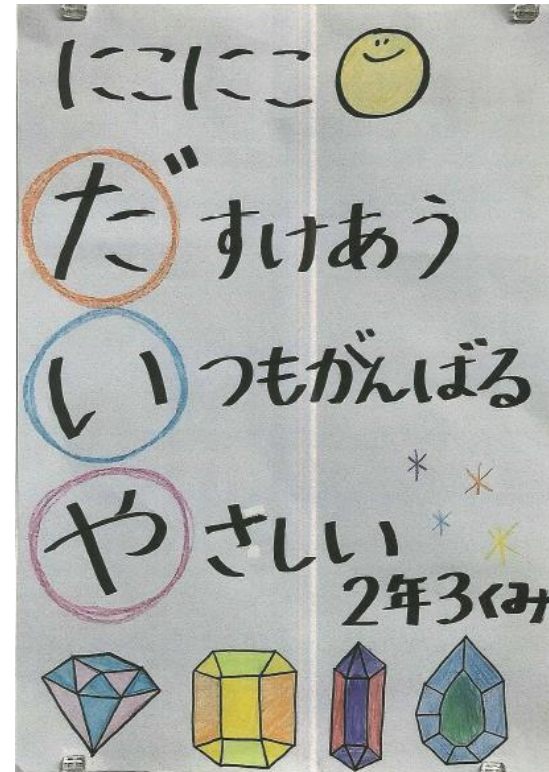 にこにこ
だすけあう
いつもがんばる
やさしい
2年3くみ